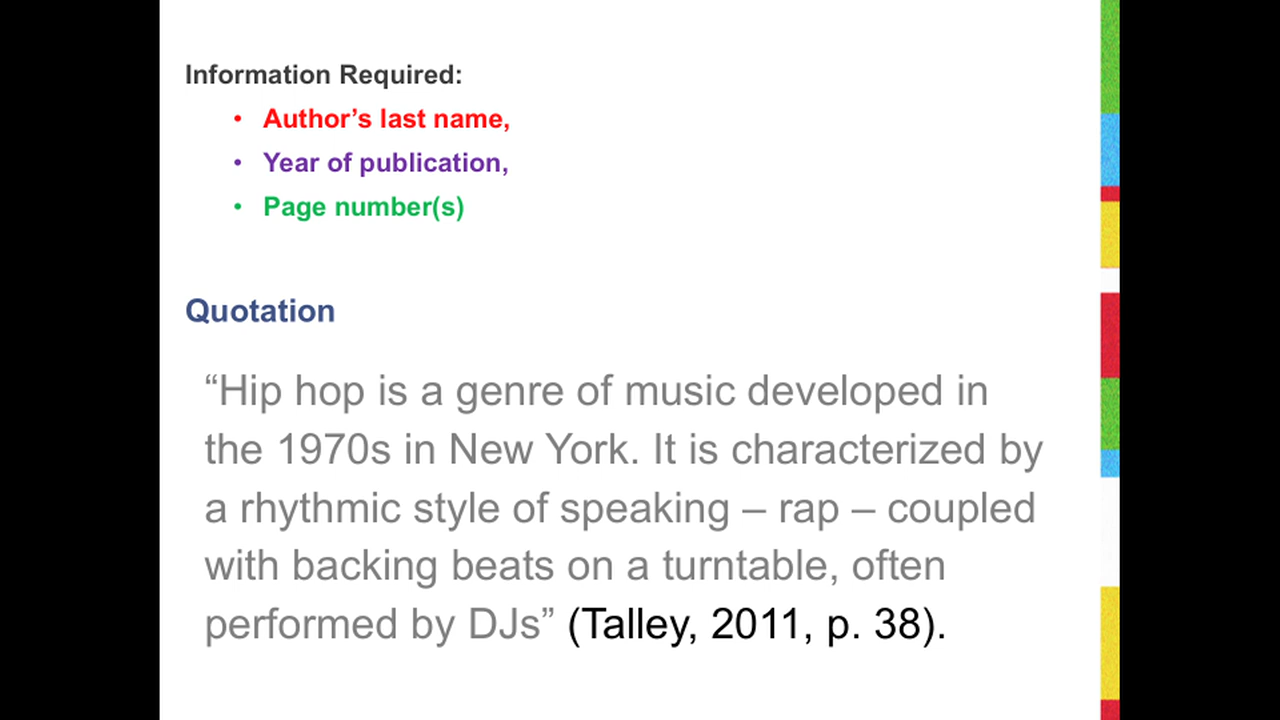 Information Required:
• Author’s last name,
• Year of publication,
• Page number(s)
Quotation
“Hip hop is a genre of music developed in
the 1970s in New York. It is characterized by
a rhythmic style of speaking – rap – coupled
with backing beats on a turntable, often
performed by DJs” (Talley, 2011, p. 38).